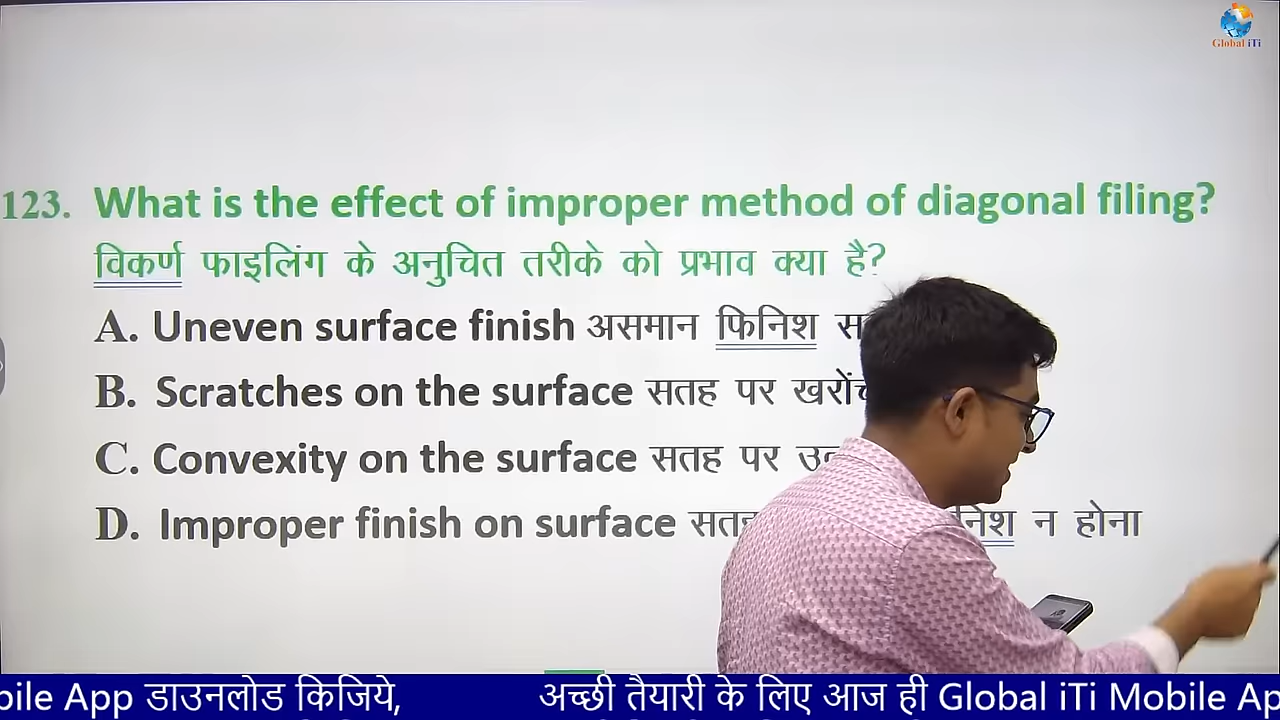 Global iTi
123. What is the effect of improper method of diagonal filing?
विकर्ण फाइलिंग के अनुचित तरीके को प्रभाव क्या है?
A. Uneven surface finish असमान फिनिश
B. Scratches on the surface सतह पर
C. Convexity on the surface सतह पर
D. Improper finish on surface न होना
App डाउनलोड किजिये, अच्छी तैयारी के लिए आज ही Global iTi Mobile